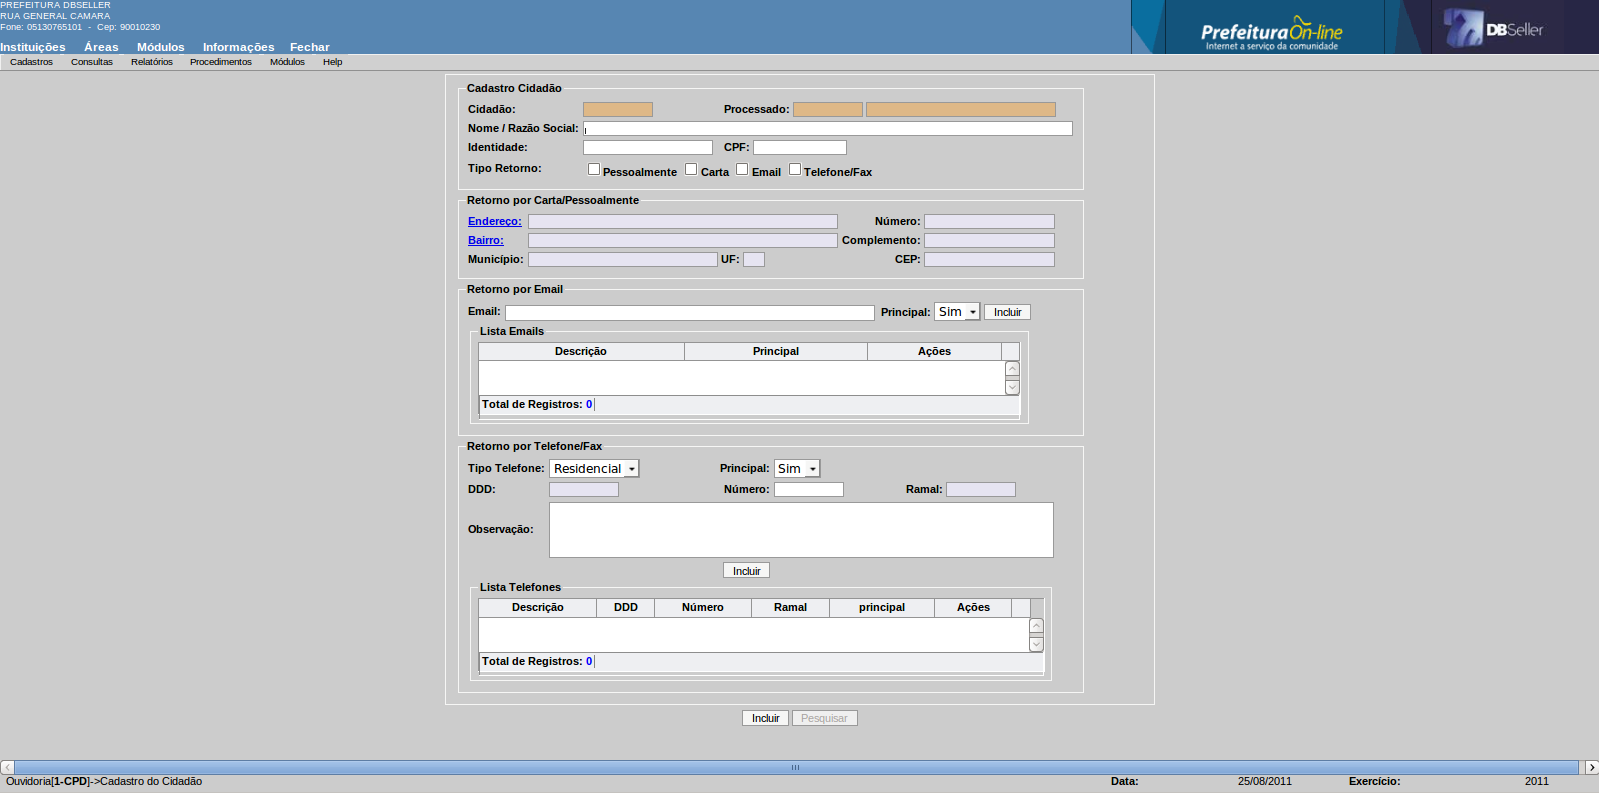 PREFEITURA DBSELLER
RUA GENERAL CAMARA
Fone: 05130765101 - Cep: 90010230
PrefeituraOn-line
Internet a serviço da comunidade
DBSeller
Instituições Áreas Módulos Informações Fechar
Cadastros Consultas Relatórios Procedimentos Módulos Help
Cadastro Cidadão
Cidadão: Processado:
Nome / Razão Social:
Identidade: CPF:
Tipo Retorno: Pessoalmente Carta Email Telefone/Fax
Retorno por Carta/Pessoalmente
Endereço: Número:
Bairro: Complemento:
Município: UF: CEP:
Retorno por Email
Email: Principal: Sim Incluir
Lista Emails
Descrição Principal Ações
Total de Registros: 0
Retorno por Telefone/Fax
Tipo Telefone: Residencial Principal: Sim
DDD: Número: Ramal:
Observação:
Incluir
Lista Telefones
Descrição DDD Número Ramal principal Ações
Total de Registros: 0
Incluir Pesquisar
Ouvidoria[1-CPD]->Cadastro do Cidadão Data: 25/08/2011 Exercício: 2011